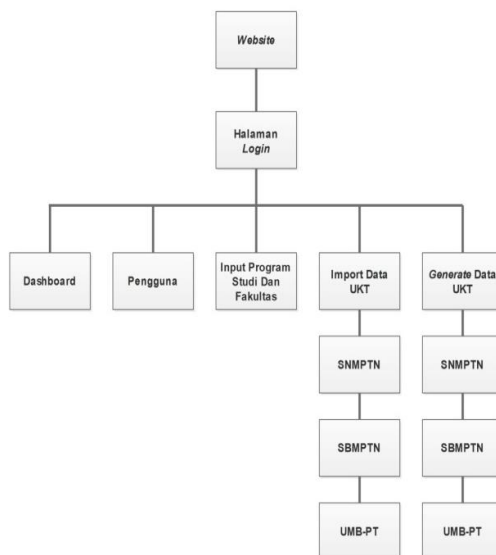 Website
Halaman
Login
Dashboard
Pengguna
Input Program
Studi Dan
Fakultas
Import Data
UKT
Generate Data
UKT
SNMPTN
SNMPTN
SBMPTN
SBMPTN
UMB-PT
UMB-PT